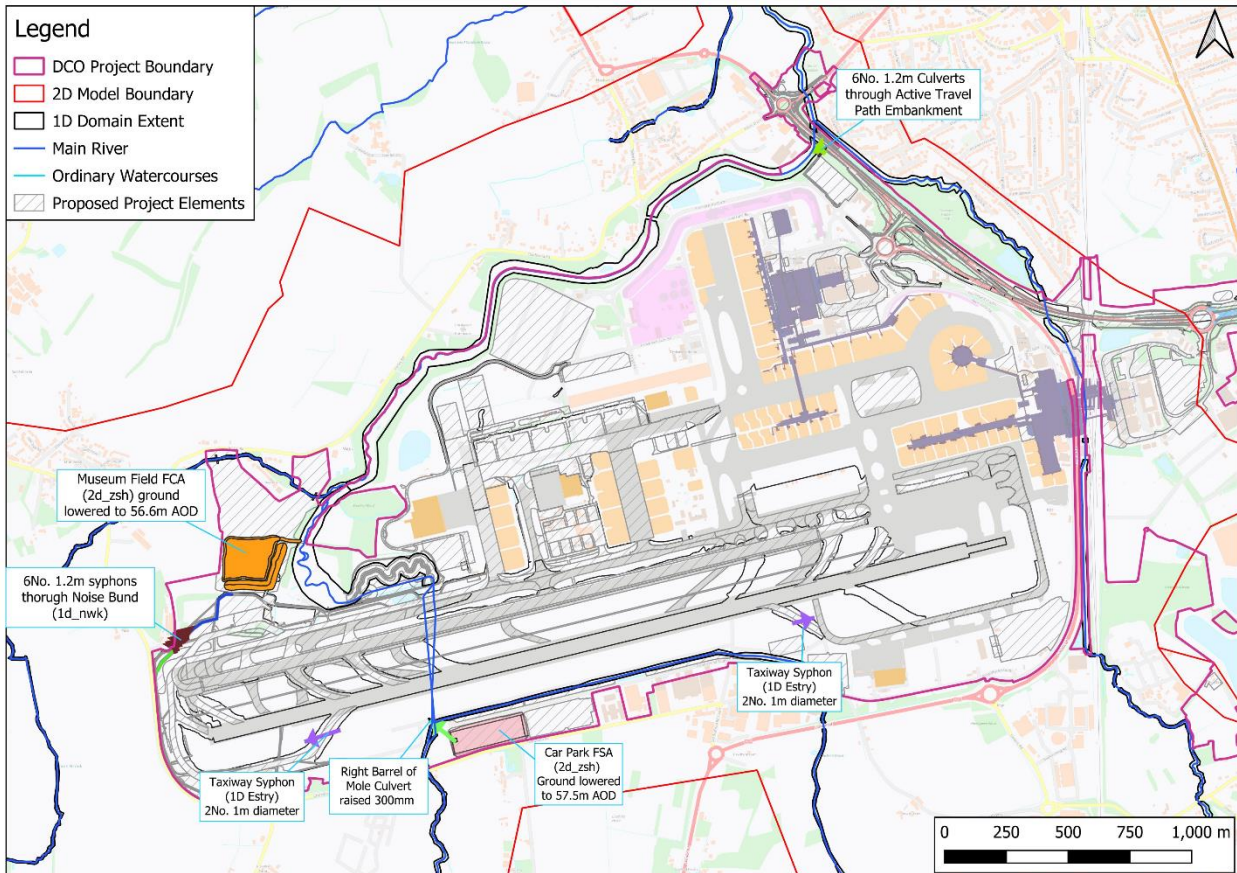 Legend
DCO Project Boundary
2D Model Boundary
1D Domain Extent
Main River
Ordinary Watercourses
Proposed Project Elements
6No. 1.2m Culverts
through Active Travel
Path Embankment
Museum Field FCA
(2d_zsh) ground
lowered to 56.6m AOD
6No. 1.2m syphons
thorugh Noise Bund
(1d_nwk)
Taxiway Syphon
(1D Estry)
2No. 1m diameter
Right Barrel of
Mole Culvert
raised 300mm
Car Park FSA
(2d_zsh)
Ground lowered
to 57.5m AOD
Taxiway Syphon
(1D Estry)
2No. 1m diameter
0 250 500 750 1,000 m